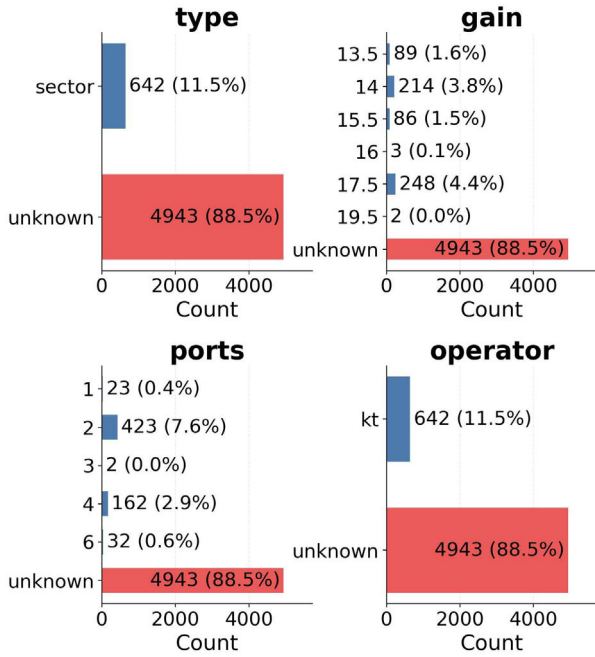 type
sector 642 (11.5%)
unknown 4943 (88.5%)
0 2000 4000
Count
gain
13.5 89 (1.6%)
14 214 (3.8%)
15.5 86 (1.5%)
16 3 (0.1%)
17.5 248 (4.4%)
19.5 2 (0.0%)
unknown 4943 (88.5%)
0 2000 4000
Count
ports
1 23 (0.4%)
2 423 (7.6%)
3 2 (0.0%)
4 162 (2.9%)
6 32 (0.6%)
unknown 4943 (88.5%)
0 2000 4000
Count
operator
kt 642 (11.5%)
unknown 4943 (88.5%)
0 2000 4000
Count